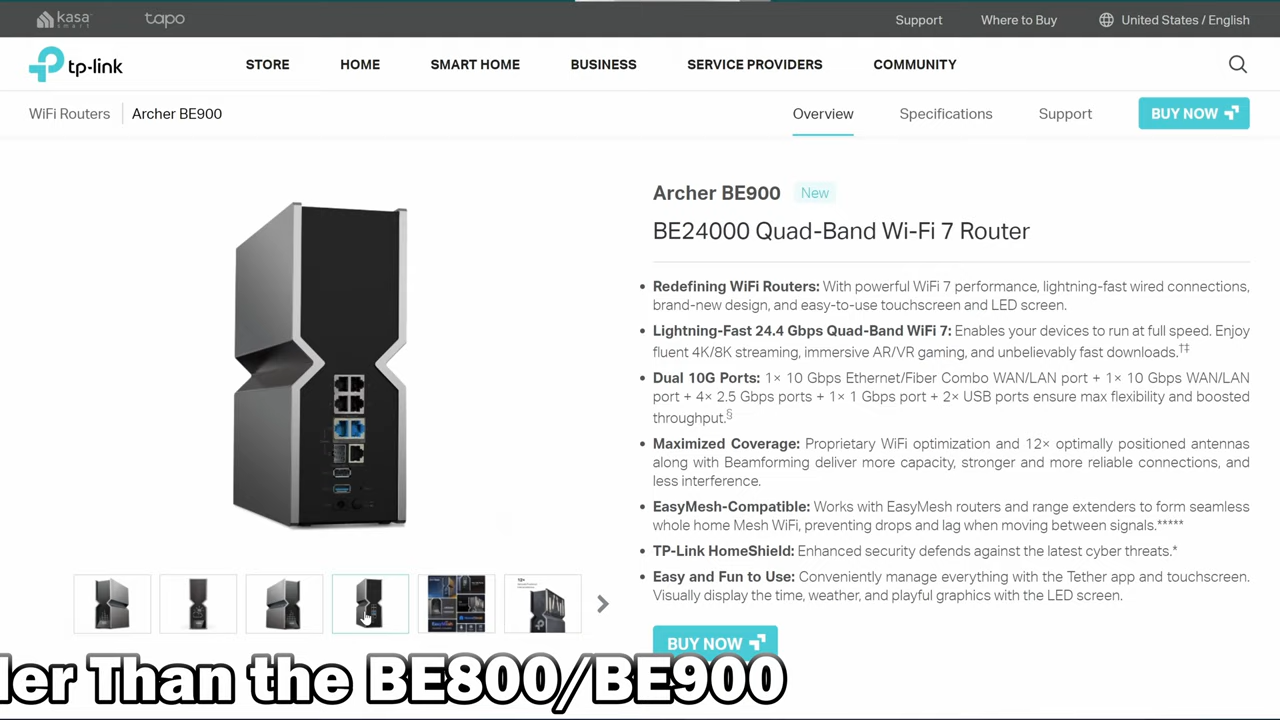 kasa
smart
tapo
Support
Where to Buy
United States / English
tp-link
STORE
HOME
SMART HOME
BUSINESS
SERVICE PROVIDERS
COMMUNITY
WiFi Routers
Archer BE900
Overview
Specifications
Support
BUY NOW
Archer BE900 New
BE24000 Quad-Band Wi-Fi 7 Router
• Redefining WiFi Routers: With powerful WiFi 7 performance, lightning-fast wired connections,
brand-new design, and easy-to-use touchscreen and LED screen.
• Lightning-Fast 24.4 Gbps Quad-Band WiFi 7: Enables your devices to run at full speed. Enjoy
fluent 4K/8K streaming, immersive AR/VR gaming, and unbelievably fast downloads.†‡
• Dual 10G Ports: 1× 10 Gbps Ethernet/Fiber Combo WAN/LAN port + 1× 10 Gbps WAN/LAN
port + 4× 2.5 Gbps ports + 1× 1 Gbps port + 2× USB ports ensure max flexibility and boosted
throughput.§
• Maximized Coverage: Proprietary WiFi optimization and 12× optimally positioned antennas
along with Beamforming deliver more capacity, stronger and more reliable connections, and
less interference.
• EasyMesh-Compatible: Works with EasyMesh routers and range extenders to form seamless
whole home Mesh WiFi, preventing drops and lag when moving between signals.*****
• TP-Link HomeShield: Enhanced security defends against the latest cyber threats.*
• Easy and Fun to Use: Conveniently manage everything with the Tether app and touchscreen.
Visually display the time, weather, and playful graphics with the LED screen.
BUY NOW
Than the BE800/BE900